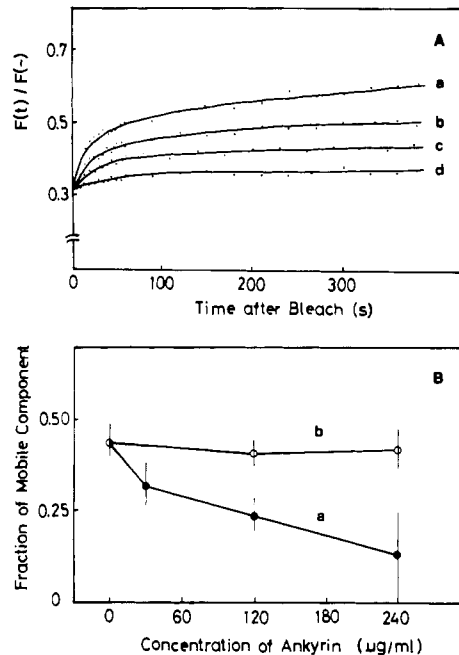 A
F(t) / F(-)
0.7
0.5
0.3
a
b
c
d
0
100
200
300
Time after Bleach (s)
B
Fraction of Mobile Component
0.50
0.25
0
b
a
0
60
120
180
240
Concentration of Ankyrin (µg/ml)